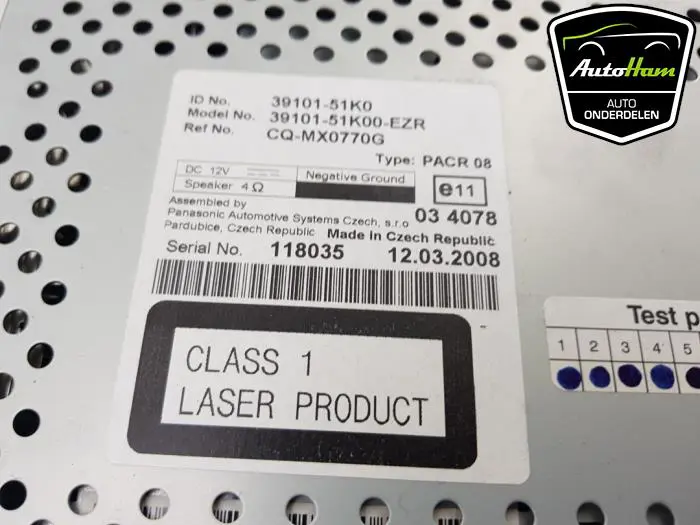 AutoHam
AUTO
ONDERDELEN
ID No. 39101-51K0
Model No. 39101-51K00-EZR
Ref No. CQ-MX0770G
Type: PACR 08
DC 12V Negative Ground
Speaker 4Ω
e11
Assembled by
Panasonic Automotive Systems Czech, s.r.o 03 4078
Pardubice, Czech Republic Made in Czech Republic
Serial No. 118035 12.03.2008
CLASS 1
LASER PRODUCT
Test p
1 2 3 4 5